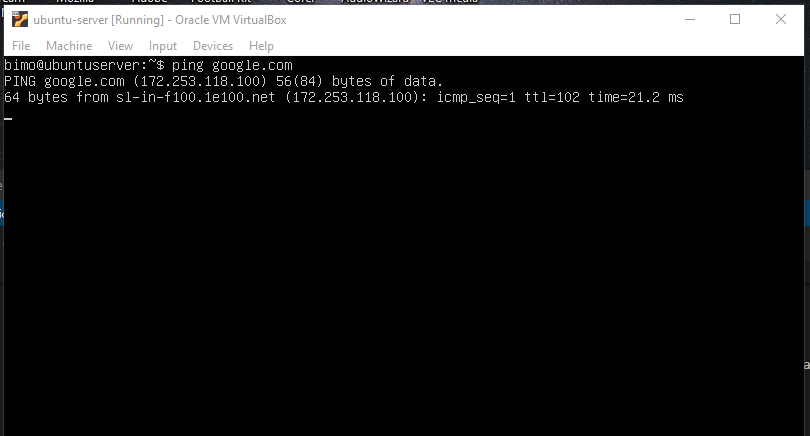 ubuntu-server [Running] - Oracle VM VirtualBox
File Machine View Input Devices Help
bimo@ubuntuserver:~$ ping google.com
PING google.com (172.253.118.100) 56(84) bytes of data.
64 bytes from sl-in-f100.1e100.net (172.253.118.100): icmp_seq=1 ttl=102 time=21.2 ms